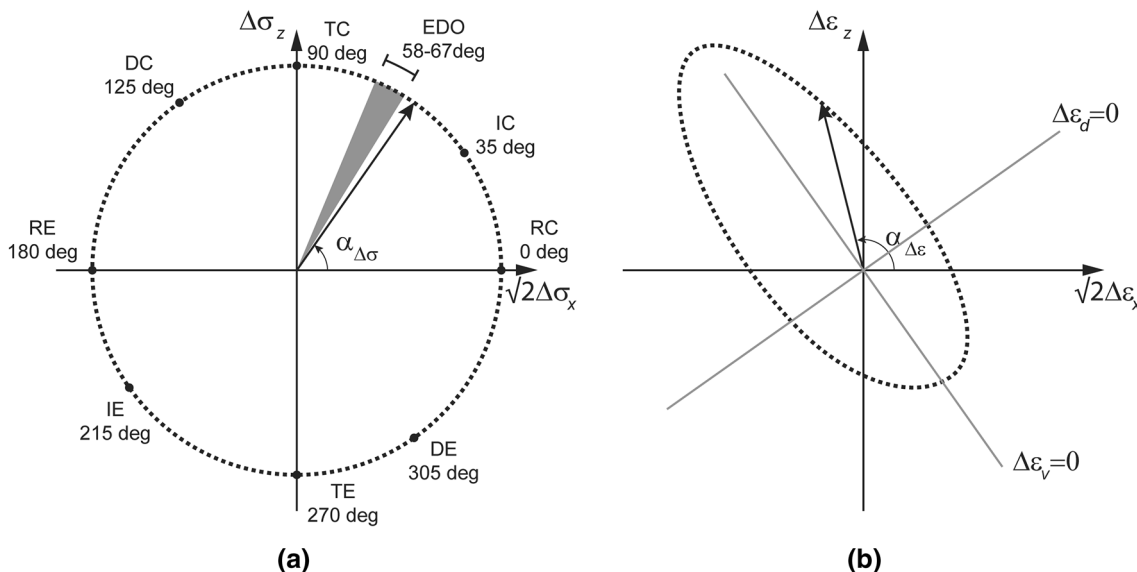 Δσz
TC
90 deg
EDO
58-67deg
DC
125 deg
IC
35 deg
RE
180 deg
RC
0 deg
αΔσ
√2Δσx
IE
215 deg
DE
305 deg
TE
270 deg
(a)
Δεz
Δεd=0
αΔε
√2Δεx
Δεv=0
(b)